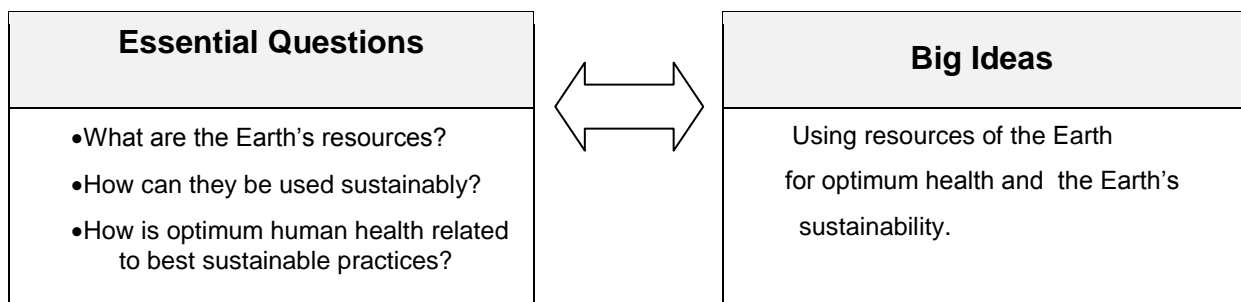 Essential Questions
•What are the Earth's resources?
•How can they be used sustainably?
•How is optimum human health related
to best sustainable practices?
Big Ideas
Using resources of the Earth
for optimum health and the Earth's
sustainability.